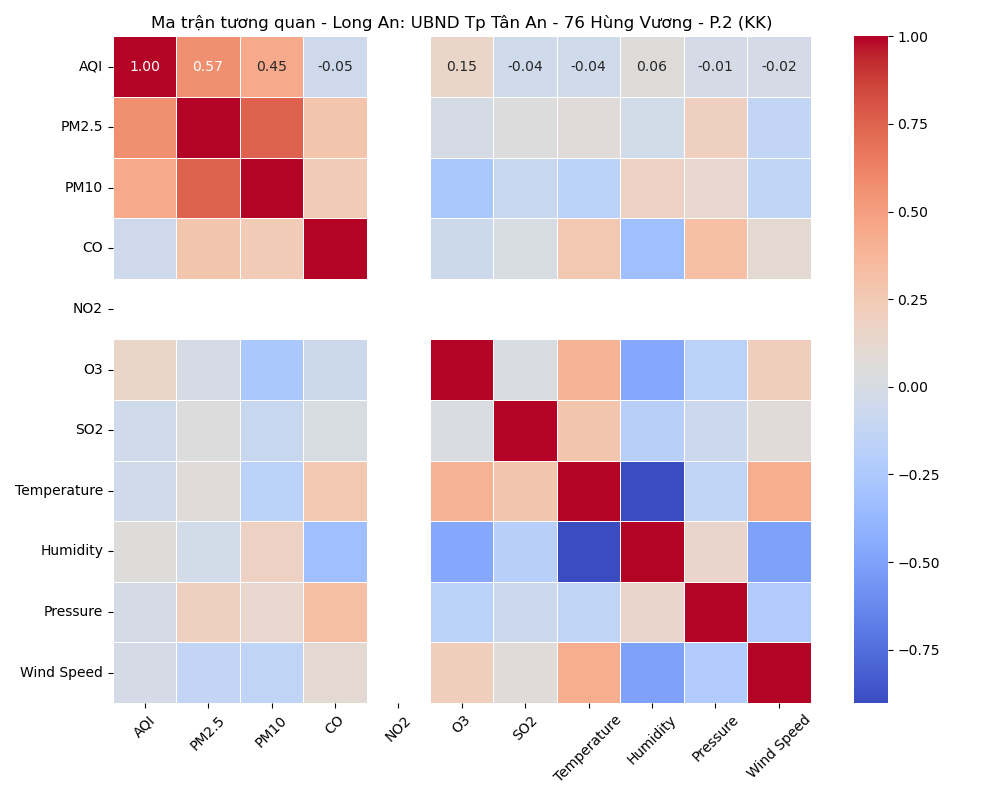 Ma trận tương quan - Long An: UBND Tp Tân An - 76 Hùng Vương - P.2 (KK)
AQI 1.00 0.57 0.45 -0.05 0.15 -0.04 -0.04 0.06 -0.01 -0.02
PM2.5
PM10
CO
NO2
O3
SO2
Temperature
Humidity
Pressure
Wind Speed
AQI PM2.5 PM10 CO NO2 O3 SO2 Temperature Humidity Pressure Wind Speed
1.00
0.75
0.50
0.25
0.00
−0.25
−0.50
−0.75